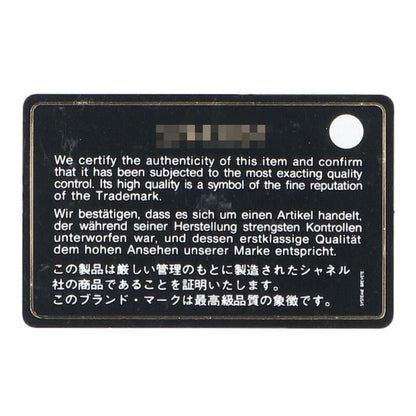 We certify the authenticity of this item and confirm
that it has been subjected to the most exacting quality
control. Its high quality is a symbol of the fine reputation
of the Trademark.
Wir bestätigen, dass es sich um einen Artikel handelt,
der während seiner Herstellung strengsten Kontrollen
unterworfen war, und dessen erstklassige Qualität
dem hohen Ansehen unserer Marke entspricht.
この製品は厳しい管理のもとに製造されたシャネル
社の商品であることを証明いたします。
このブランド・マークは最高級品質の象徴です。